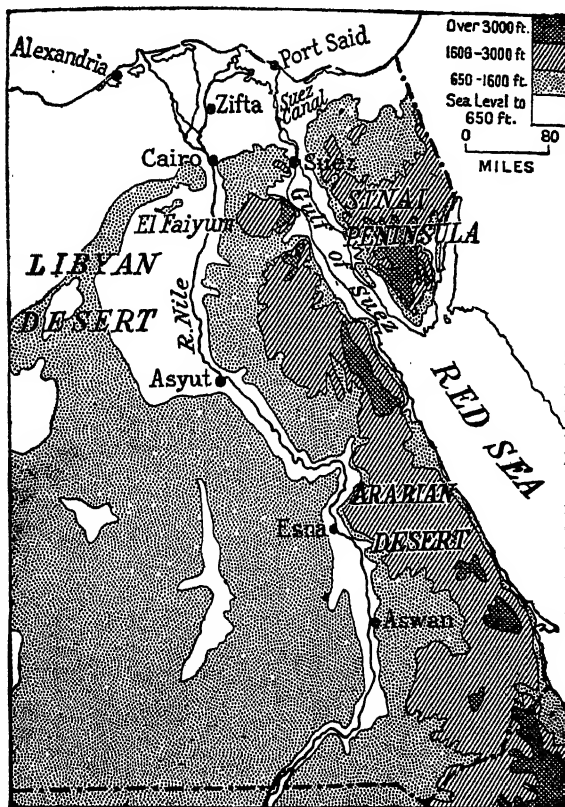 Over 3000 ft.
1600-3000 ft.
650-1600 ft.
Sea Level to
650 ft.
0 80
MILES
Alexandria
Port Said
Zifta
Suez
Canal
Cairo
Suez
SINAI
PENINSULA
El Faiyum
Gulf of Suez
LIBYAN
DESERT
R. Nile
Asyut
RED SEA
ARABIAN
DESERT
Esna
Aswan